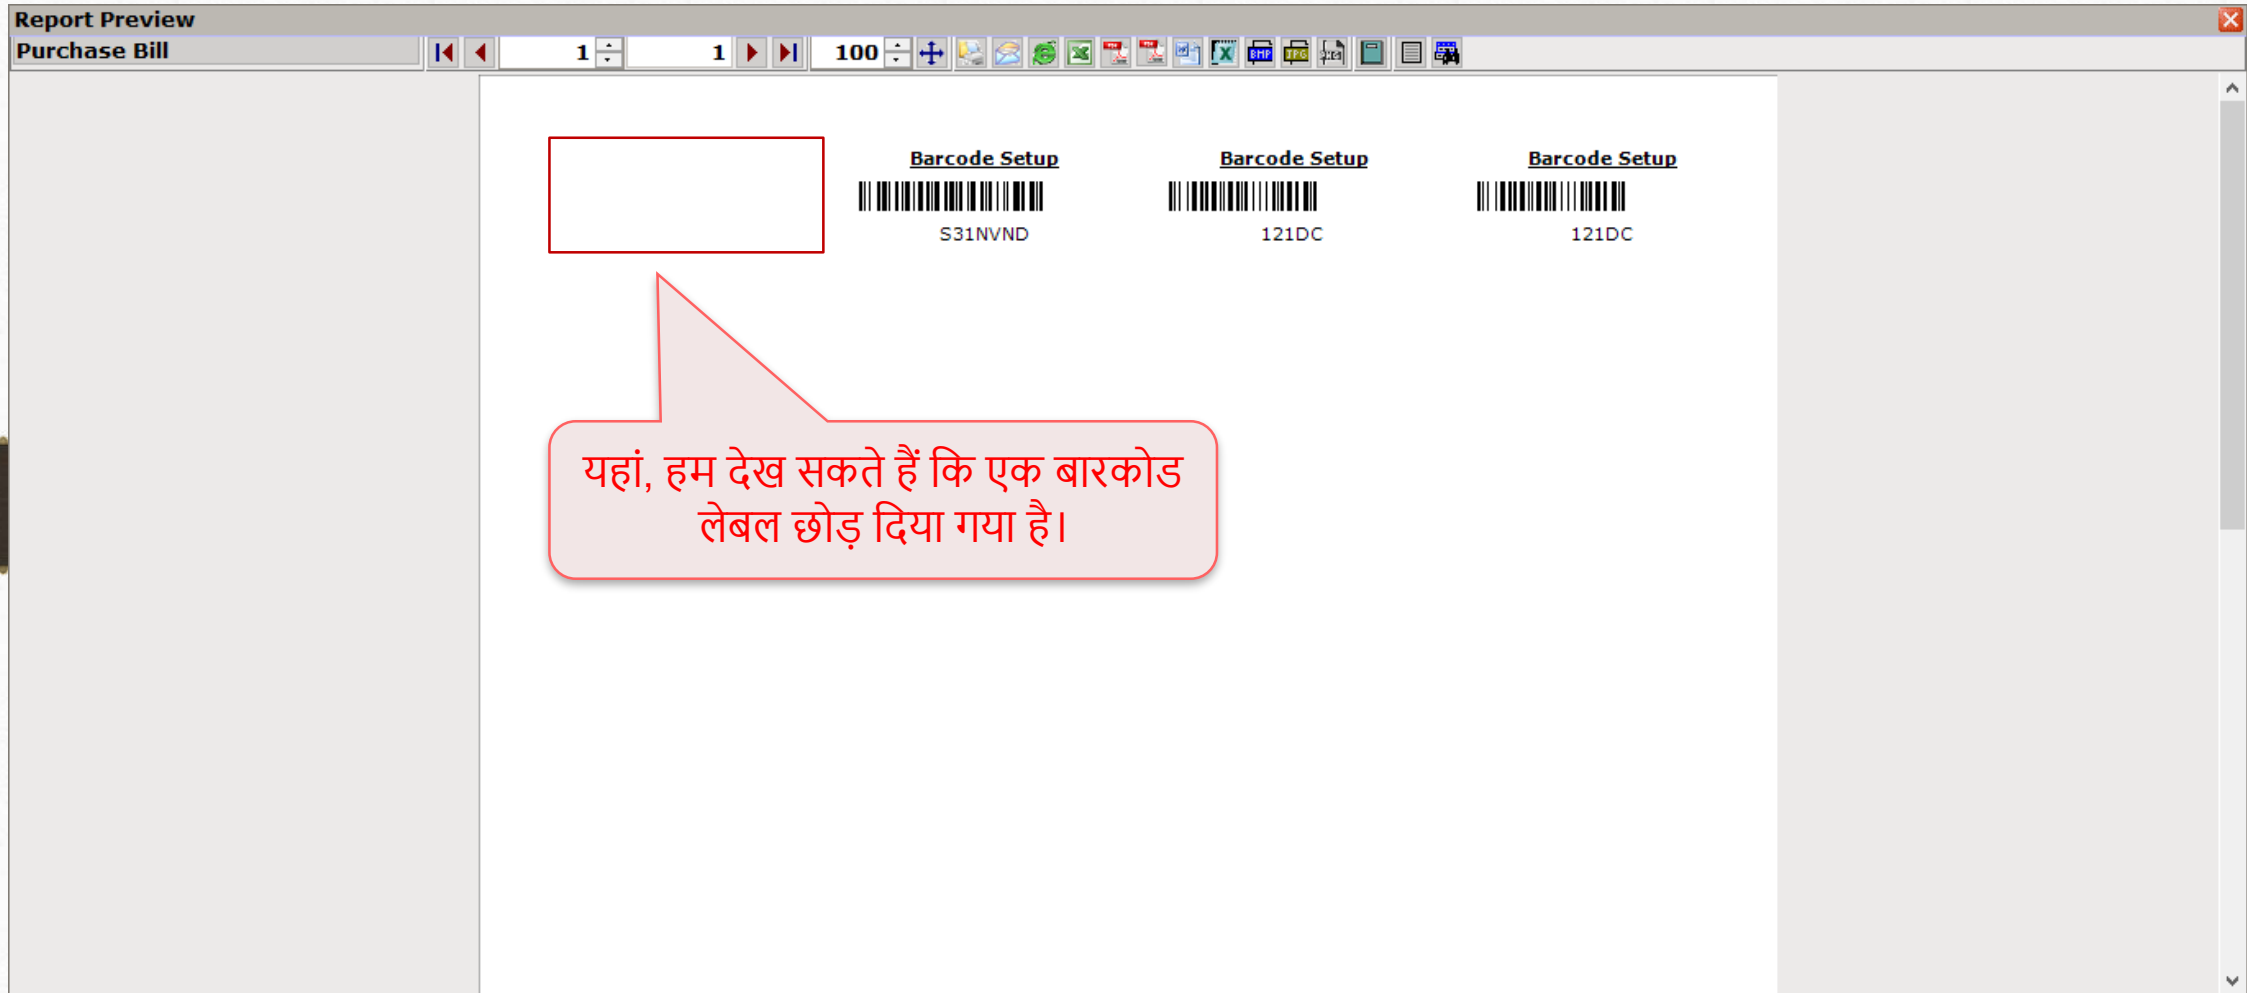 Report Preview
Purchase Bill 1 1 100 BMP
Barcode Setup Barcode Setup Barcode Setup
S31NVND 121DC 121DC
यहां, हम देख सकते हैं कि एक बारकोड
लेबल छोड़ दिया गया है।